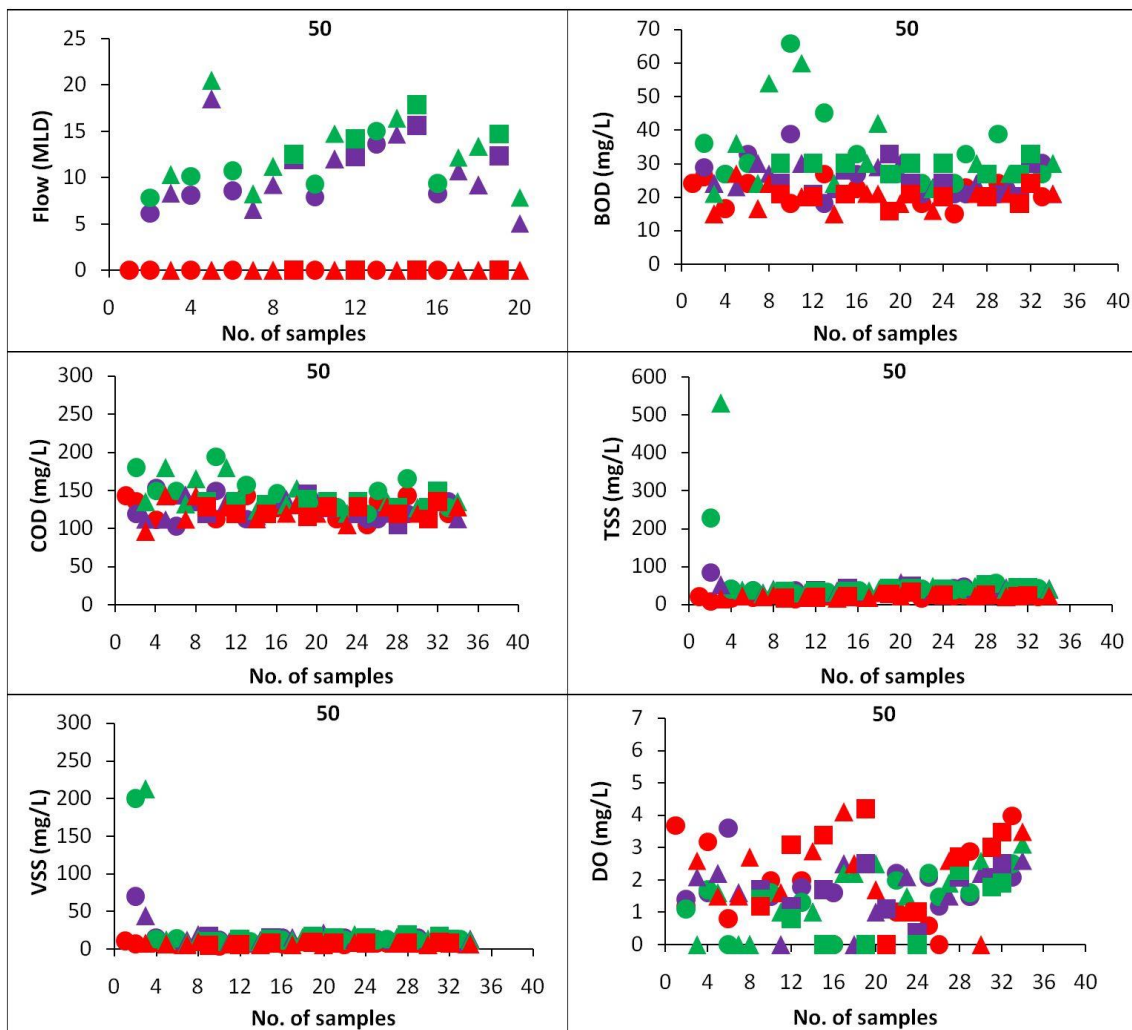 50
25
20
15
10
5
0
Flow (MLD)
0 4 8 12 16 20
No. of samples
50
70
60
50
40
30
20
10
0
BOD (mg/L)
0 4 8 12 16 20 24 28 32 36 40
No. of samples
50
300
250
200
150
100
50
0
COD (mg/L)
0 4 8 12 16 20 24 28 32 36 40
No. of samples
50
600
500
400
300
200
100
0
TSS (mg/L)
0 4 8 12 16 20 24 28 32 36 40
No. of samples
50
300
250
200
150
100
50
0
VSS (mg/L)
0 4 8 12 16 20 24 28 32 36 40
No. of samples
50
7
6
5
4
3
2
1
0
DO (mg/L)
0 4 8 12 16 20 24 28 32 36 40
No. of samples